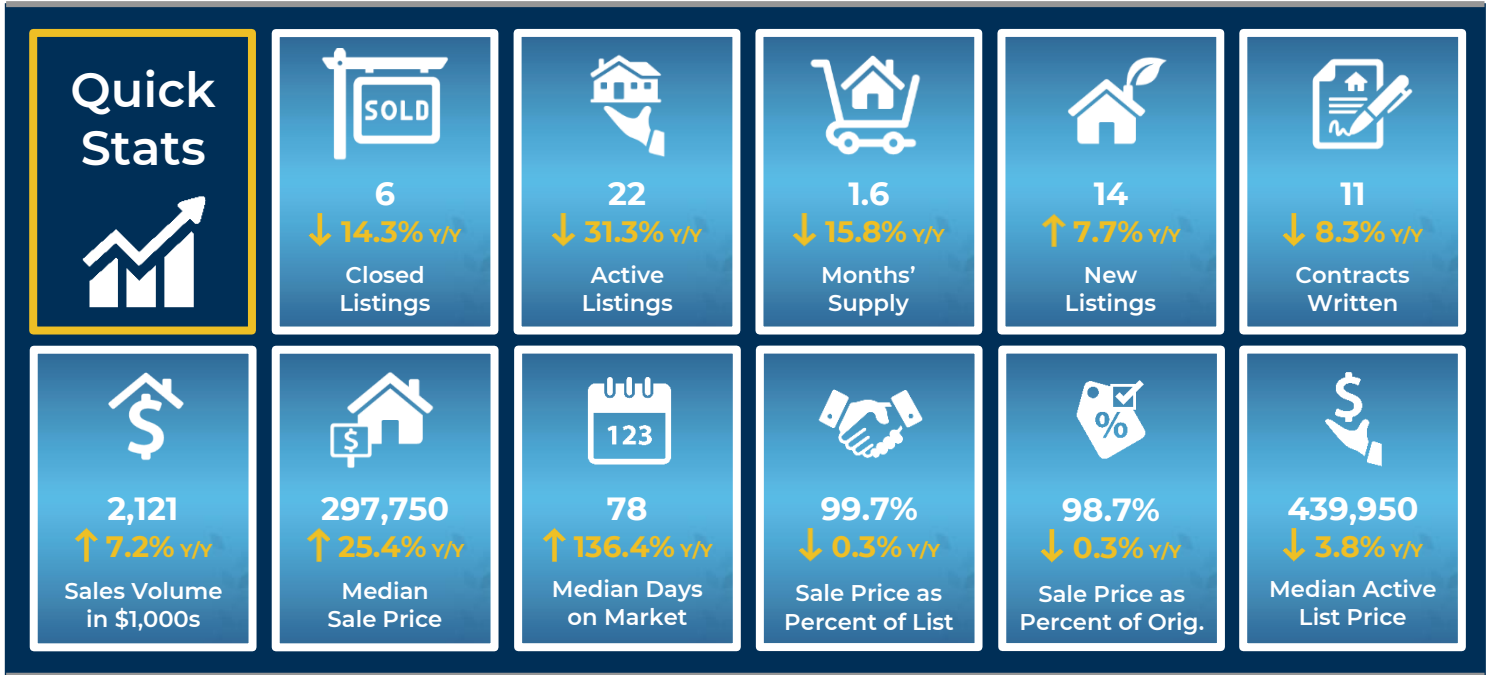 Quick
Stats
SOLD
6
↓ 14.3% Y/Y
Closed
Listings
22
↓ 31.3% Y/Y
Active
Listings
1.6
↓ 15.8% Y/Y
Months’
Supply
14
↑ 7.7% Y/Y
New
Listings
11
↓ 8.3% Y/Y
Contracts
Written
$
2,121
↑ 7.2% Y/Y
Sales Volume
in $1,000s
$
297,750
↑ 25.4% Y/Y
Median
Sale Price
123
78
↑ 136.4% Y/Y
Median Days
on Market
99.7%
↓ 0.3% Y/Y
Sale Price as
Percent of List
%
98.7%
↓ 0.3% Y/Y
Sale Price as
Percent of Orig.
$
439,950
↓ 3.8% Y/Y
Median Active
List Price